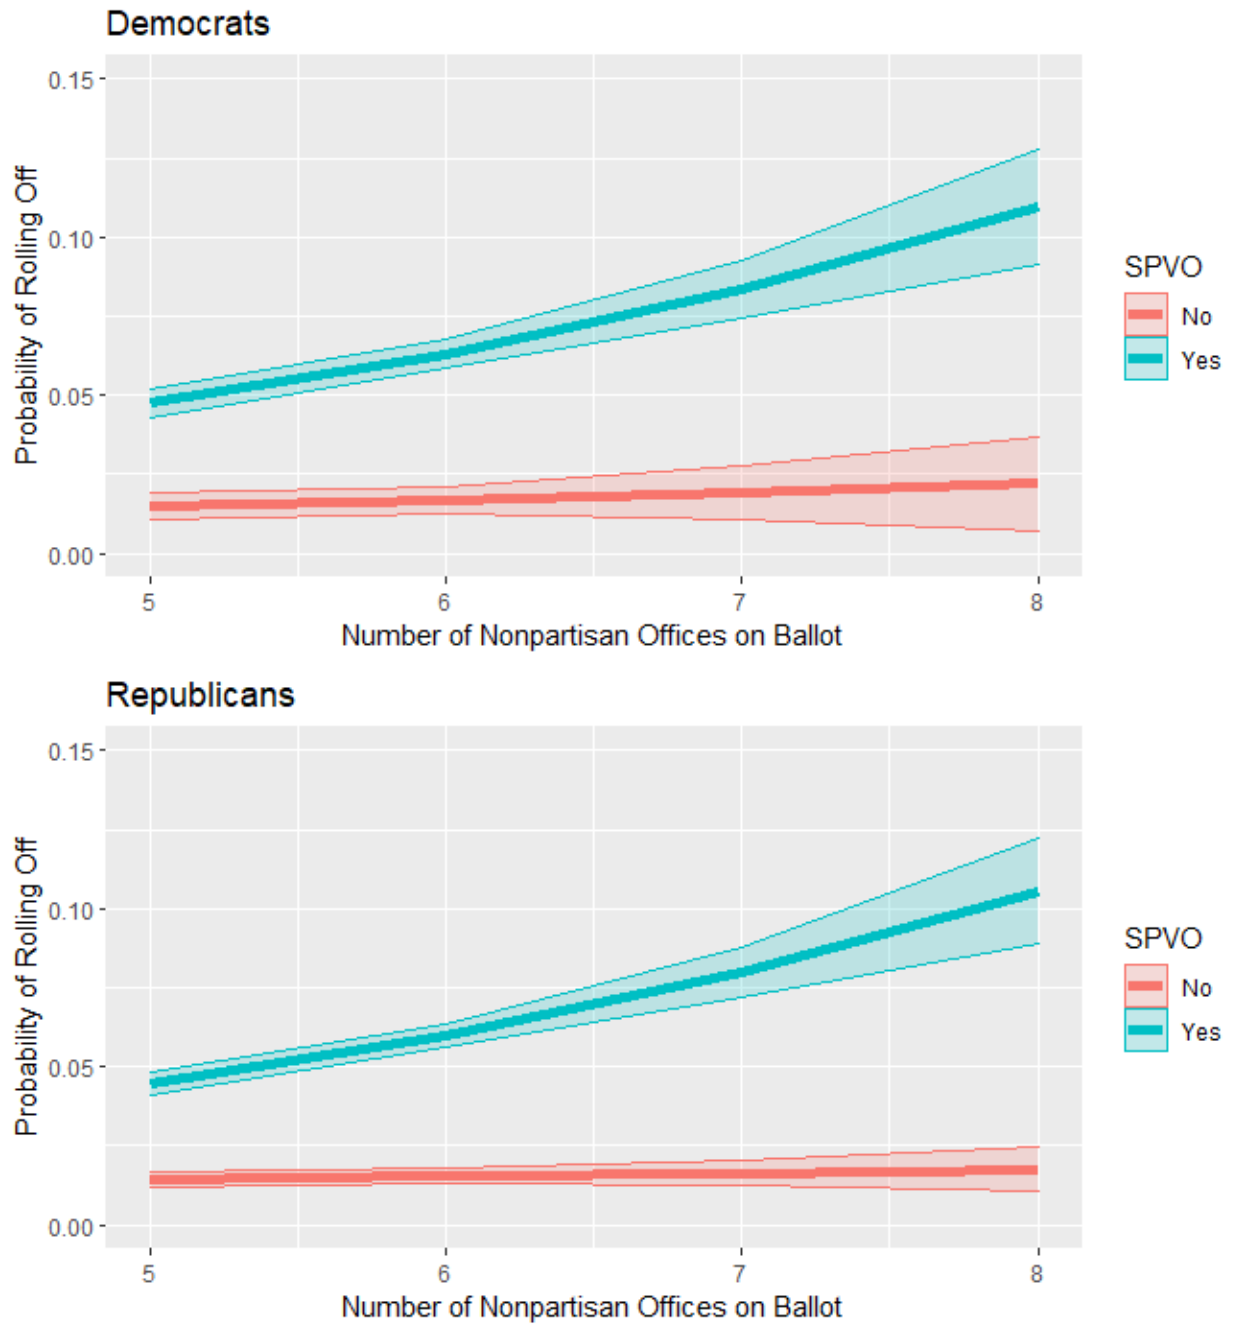 Democrats
0.15
0.10
0.05
0.00
Probability of Rolling Off
5 6 7 8
Number of Nonpartisan Offices on Ballot
SPVO
No
Yes
Republicans
0.15
0.10
0.05
0.00
Probability of Rolling Off
5 6 7 8
Number of Nonpartisan Offices on Ballot
SPVO
No
Yes